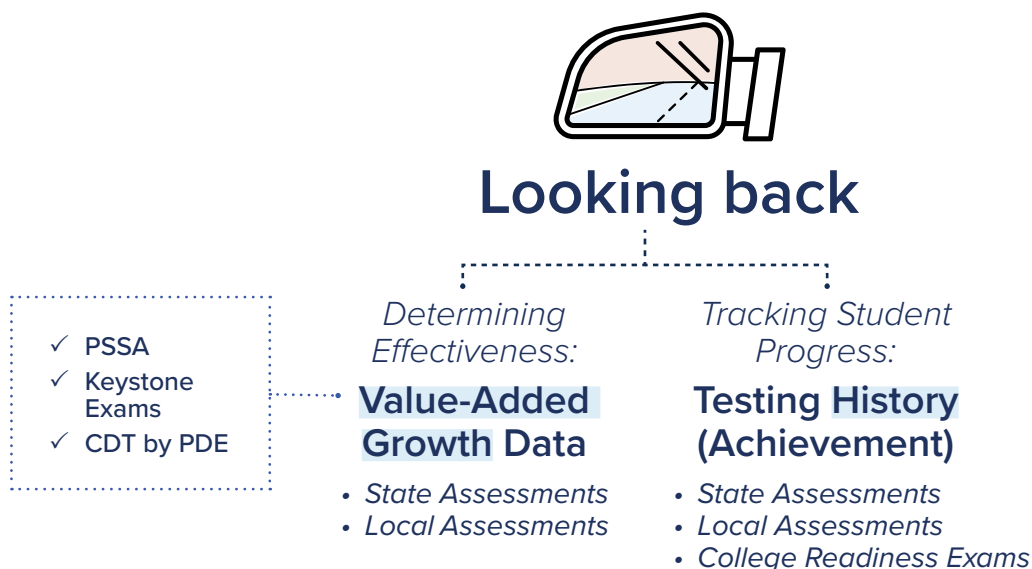 Looking back
✓ PSSA
✓ Keystone
Exams
✓ CDT by PDE
Determining
Effectiveness:
Value-Added
Growth Data
• State Assessments
• Local Assessments
Tracking Student
Progress:
Testing History
(Achievement)
• State Assessments
• Local Assessments
• College Readiness Exams